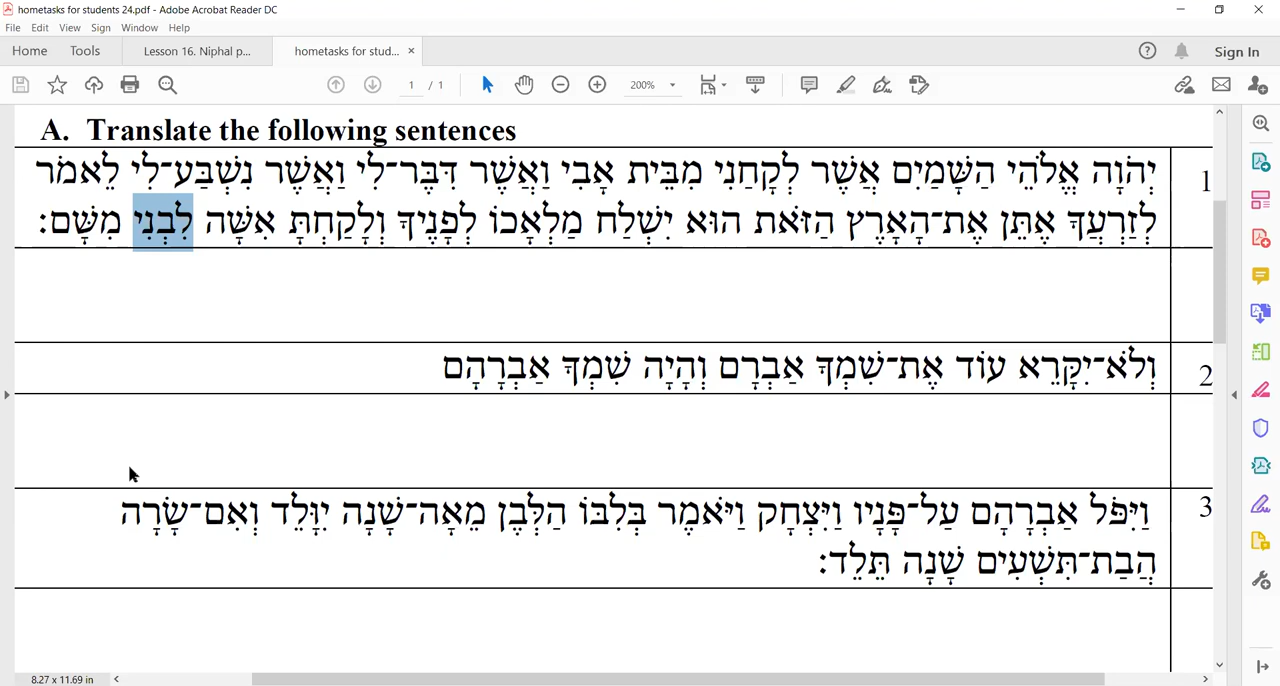 hometasks for students 24.pdf - Adobe Acrobat Reader DC
File Edit View Sign Window Help
Home Tools Lesson 16. Niphal p... hometasks for stud... × Sign In
1 / 1 200%
A. Translate the following sentences
1 יְהֹוָה אֱלֹהֵי הַשָּׁמַיִם אֲשֶׁר לְקָחַנִי מִבֵּית אָבִי וַאֲשֶׁר דִּבֶּר־לִי וַאֲשֶׁר נִשְׁבַּע־לִי לֵאמֹר
לְזַרְעֲךָ אֶתֵּן אֶת־הָאָרֶץ הַזֹּאת הוּא יִשְׁלַח מַלְאָכוֹ לְפָנֶיךָ וְלָקַחְתָּ אִשָּׁה לִבְנִי מִשָּׁם׃
2 וְלֹא־יִקָּרֵא עוֹד אֶת־שִׁמְךָ אַבְרָם וְהָיָה שִׁמְךָ אַבְרָהָם
3 וַיִּפֹּל אַבְרָהָם עַל־פָּנָיו וַיִּצְחָק וַיֹּאמֶר בְּלִבּוֹ הַלְּבֶן מֵאָה־שָׁנָה יִוָּלֵד וְאִם־שָׂרָה
הֲבַת־תִּשְׁעִים שָׁנָה תֵּלֵד׃
8.27 x 11.69 in